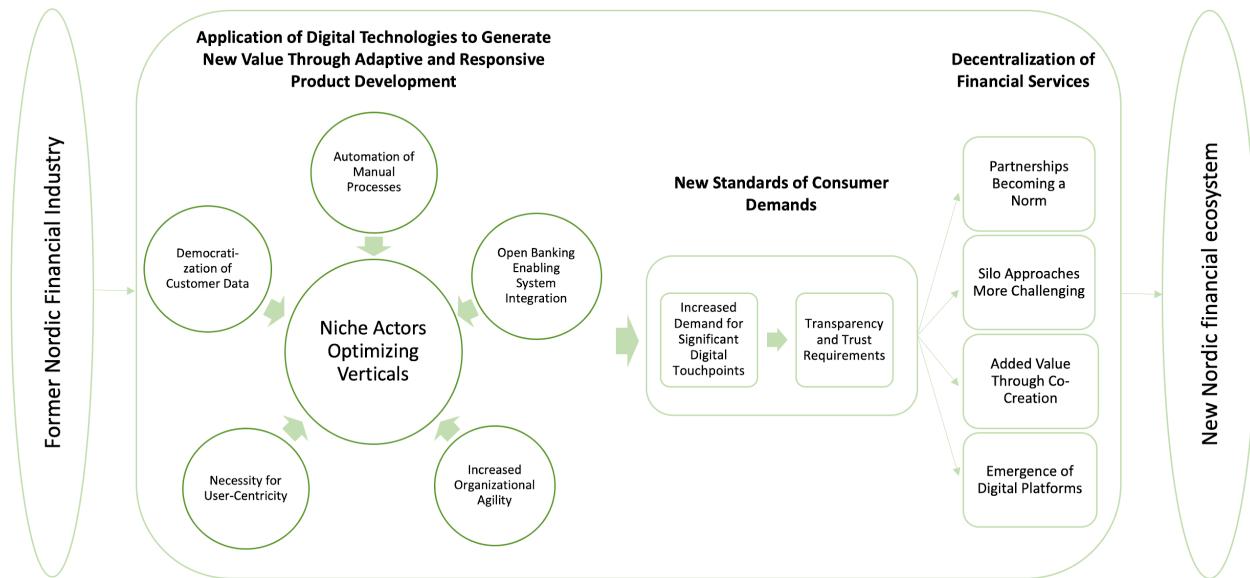 Former Nordic Financial Industry
Application of Digital Technologies to Generate
New Value Through Adaptive and Responsive
Product Development
Automation of
Manual
Processes
Democrati-
zation of
Customer Data
Open Banking
Enabling
System
Integration
Niche Actors
Optimizing
Verticals
Necessity for
User-Centricity
Increased
Organizational
Agility
New Standards of Consumer
Demands
Increased
Demand for
Significant
Digital
Touchpoints
Transparency
and Trust
Requirements
Decentralization of
Financial Services
Partnerships
Becoming a
Norm
Silo Approaches
More Challenging
Added Value
Through Co-
Creation
Emergence of
Digital Platforms
New Nordic financial ecosystem